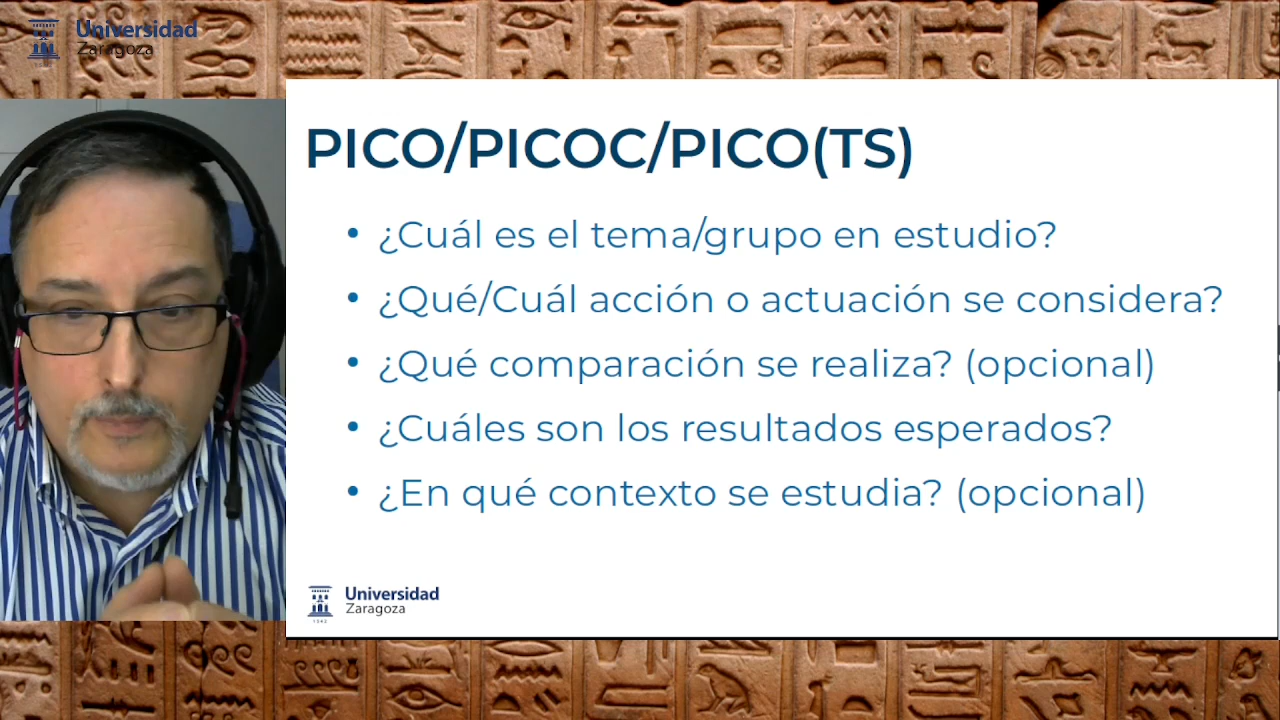 Universidad
Zaragoza
PICO/PICOC/PICO(TS)
• ¿Cuál es el tema/grupo en estudio?
• ¿Qué/Cuál acción o actuación se considera?
• ¿Qué comparación se realiza? (opcional)
• ¿Cuáles son los resultados esperados?
• ¿En qué contexto se estudia? (opcional)
Universidad
Zaragoza
1542